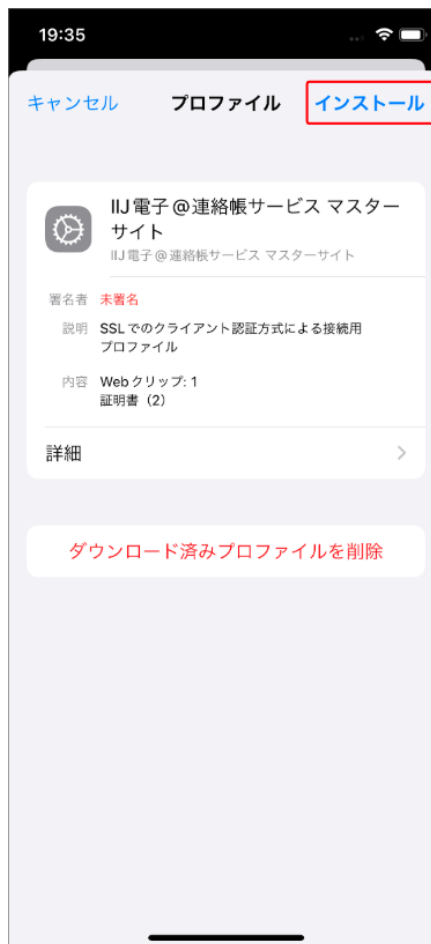 19:35
キャンセル プロファイル インストール
IIJ電子@連絡帳サービス マスター
サイト
IIJ電子@連絡帳サービス マスターサイト
署名者 未署名
説明 SSLでのクライアント認証方式による接続用
プロファイル
内容 Webクリップ: 1
証明書（2）
詳細
ダウンロード済みプロファイルを削除